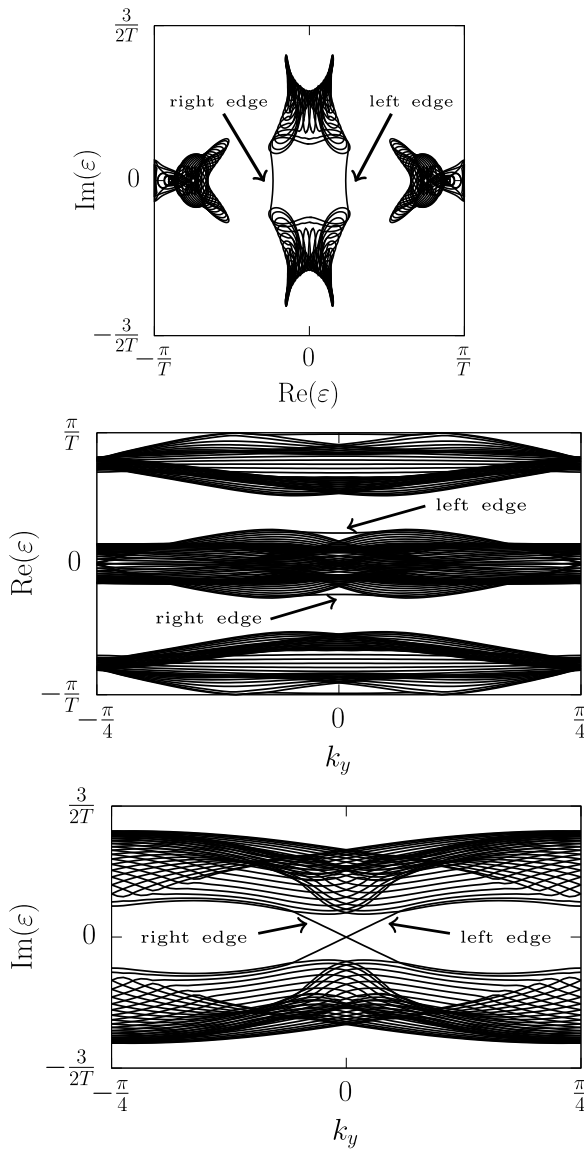 3/2T
right edge
left edge
Im(ε)
0
−3/2T
−π/T
0
π/T
Re(ε)
π/T
left edge
Re(ε)
0
right edge
−π/T
−π/4
0
π/4
k_y
3/2T
Im(ε)
0
right edge
left edge
−3/2T
−π/4
0
π/4
k_y